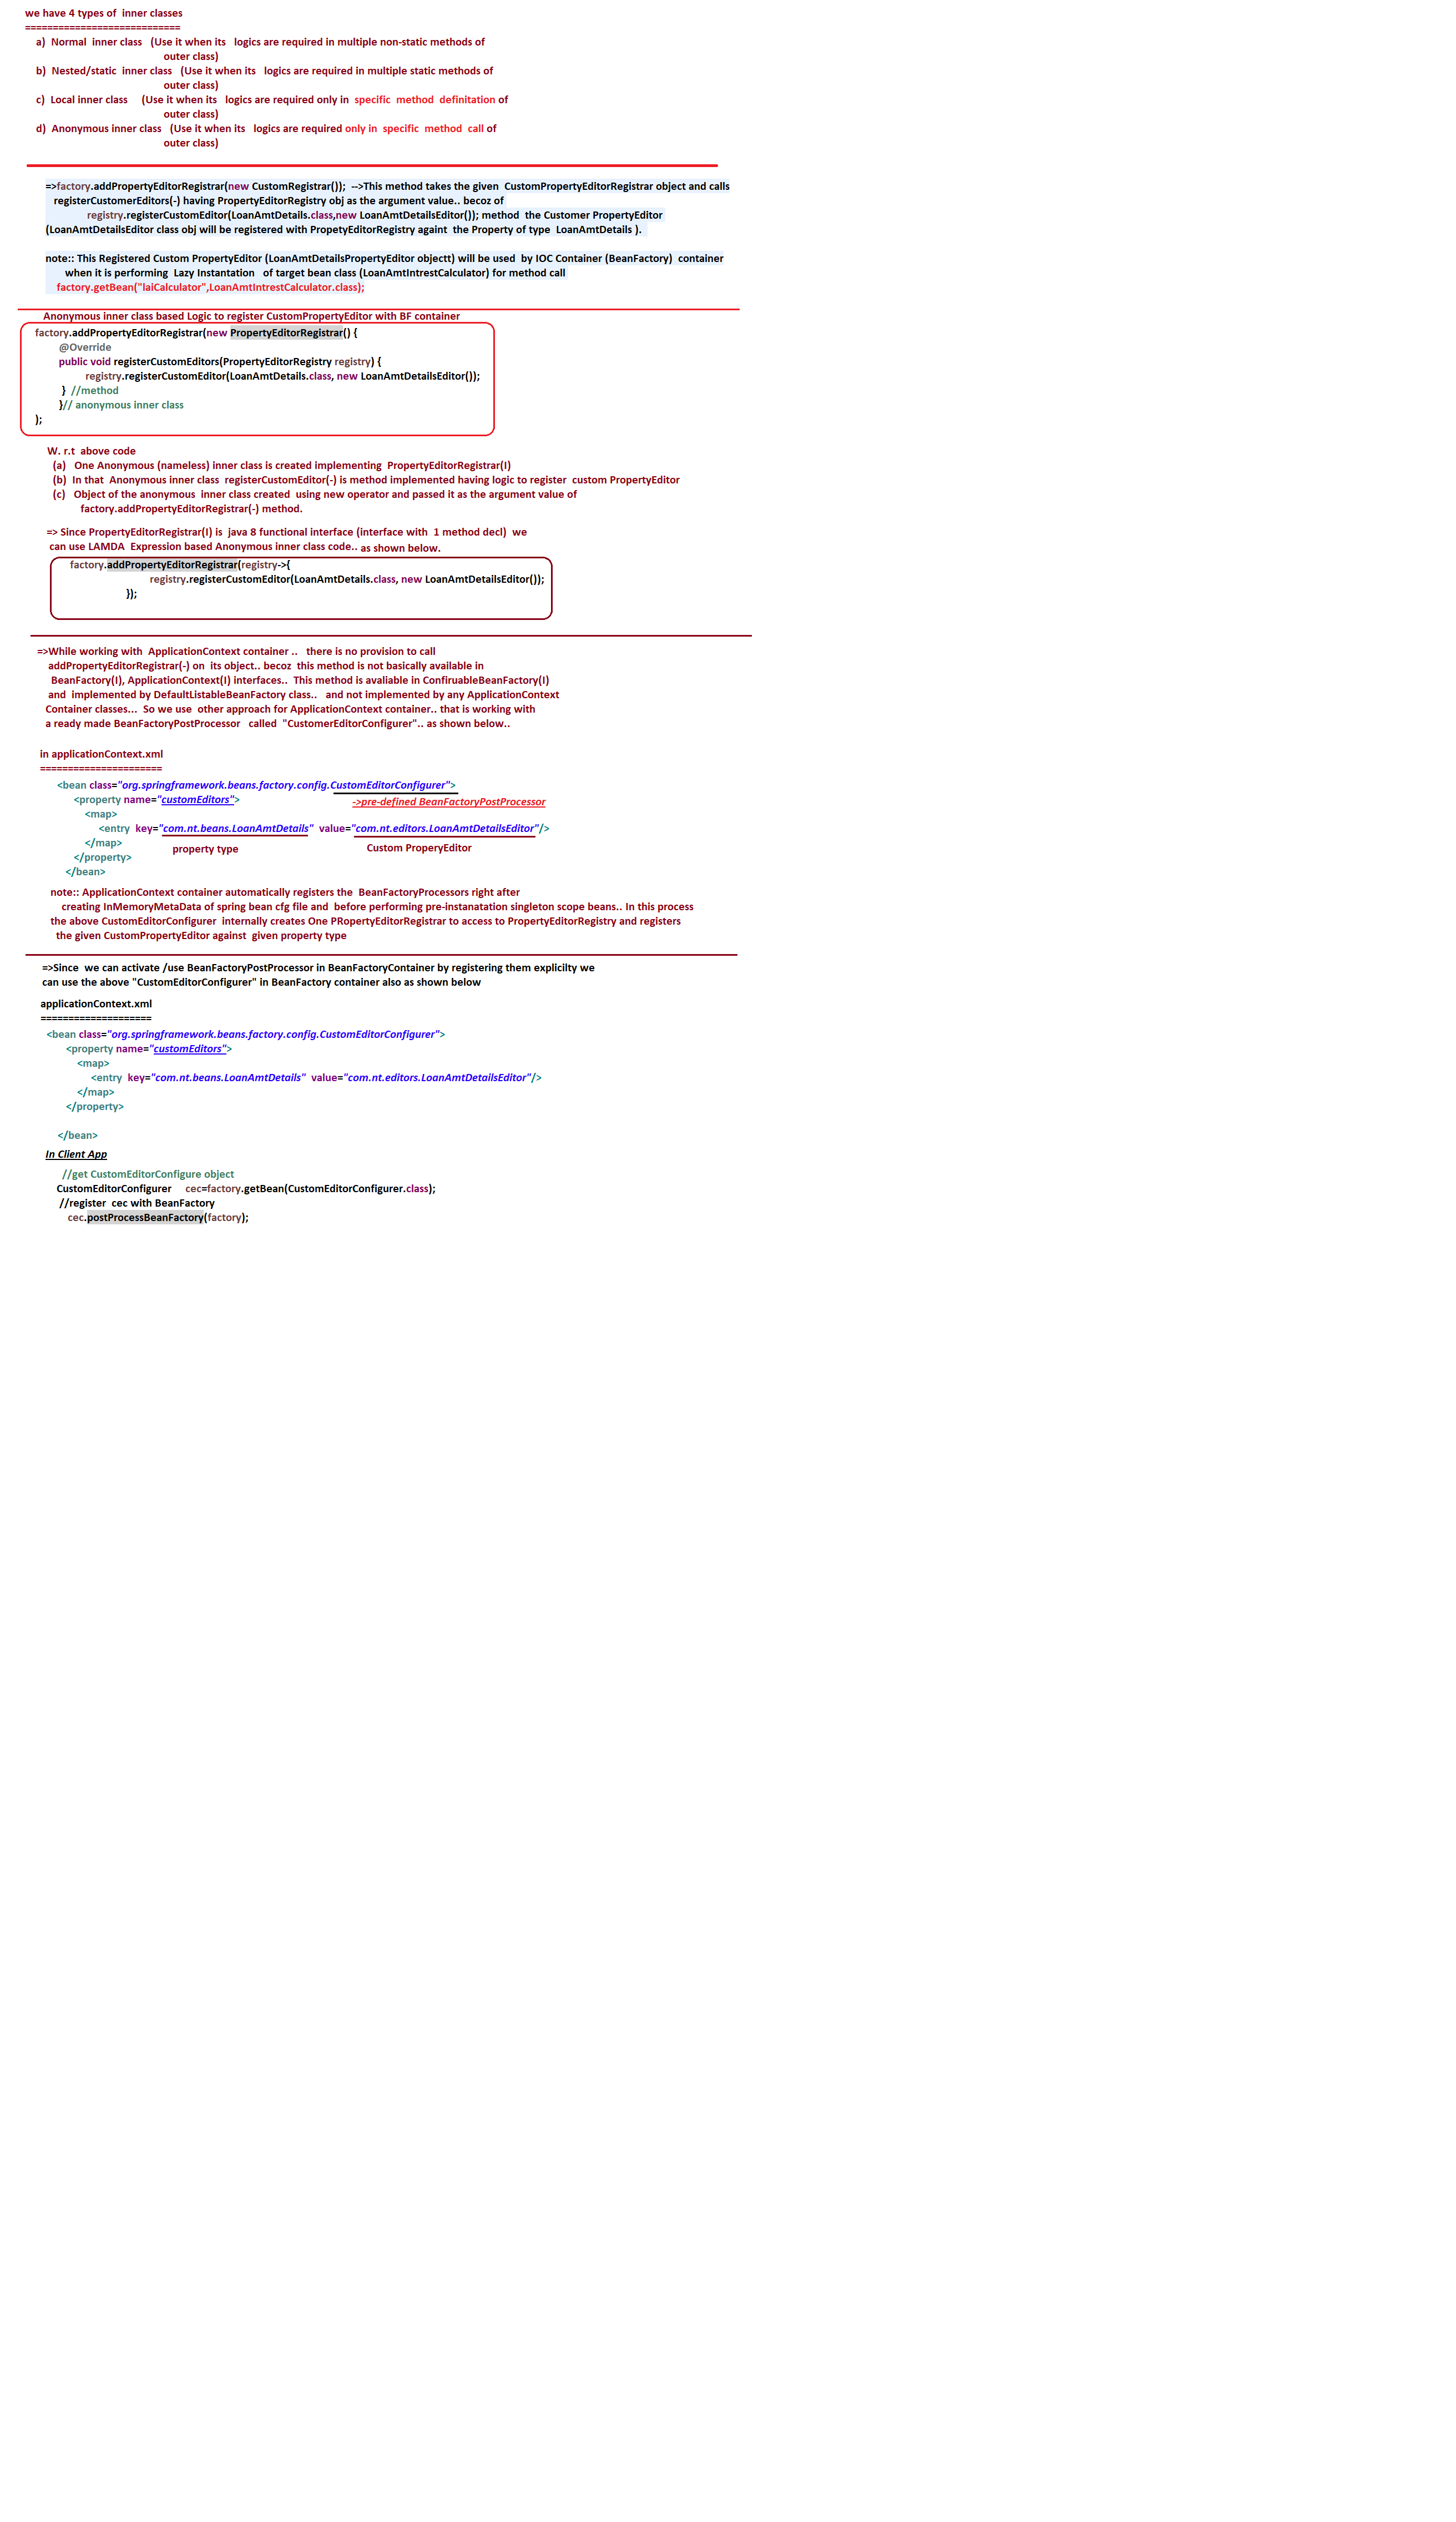 we have 4 types of  inner classes
============================
a)  Normal  inner class   (Use it when its   logics are required in multiple non-static methods of
outer class)
b)  Nested/static  inner class   (Use it when its   logics are required in multiple static methods of
outer class)
c)  Local inner class     (Use it when its   logics are required only in  specific  method  definitation of
outer class)
d)  Anonymous inner class   (Use it when its   logics are required only in  specific  method  call of
outer class)
=>factory.addPropertyEditorRegistrar(new CustomRegistrar());  -->This method takes the given  CustomPropertyEditorRegistrar object and calls
registerCustomerEditors(-) having PropertyEditorRegistry obj as the argument value.. becoz of
registry.registerCustomEditor(LoanAmtDetails.class,new LoanAmtDetailsEditor()); method  the Customer PropertyEditor
(LoanAmtDetailsEditor class obj will be registered with PropetyEditorRegistry againt  the Property of type  LoanAmtDetails ).
note:: This Registered Custom PropertyEditor (LoanAmtDetailsPropertyEditor objectt) will be used  by IOC Container (BeanFactory)  container
when it is performing  Lazy Instantation   of target bean class (LoanAmtIntrestCalculator) for method call
factory.getBean("laiCalculator",LoanAmtIntrestCalculator.class);
Anonymous inner class based Logic to register CustomPropertyEditor with BF container
factory.addPropertyEditorRegistrar(new PropertyEditorRegistrar() {
@Override
public void registerCustomEditors(PropertyEditorRegistry registry) {
registry.registerCustomEditor(LoanAmtDetails.class, new LoanAmtDetailsEditor());
}  //method
}// anonymous inner class
);
W. r.t  above code
(a)   One Anonymous (nameless) inner class is created implementing  PropertyEditorRegistrar(I)
(b)  In that  Anonymous inner class  registerCustomEditor(-) is method implemented having logic to register  custom PropertyEditor
(c)   Object of the anonymous  inner class created  using new operator and passed it as the argument value of
factory.addPropertyEditorRegistrar(-) method.
=> Since PropertyEditorRegistrar(I) is  java 8 functional interface (interface with  1 method decl)  we
can use LAMDA  Expression based Anonymous inner class code.. as shown below.
factory.addPropertyEditorRegistrar(registry->{
registry.registerCustomEditor(LoanAmtDetails.class, new LoanAmtDetailsEditor());
});
=>While working with  ApplicationContext container ..   there is no provision to call
addPropertyEditorRegistrar(-) on  its object.. becoz  this method is not basically available in
BeanFactory(I), ApplicationContext(I) interfaces..  This method is avaliable in ConfiruableBeanFactory(I)
and  implemented by DefaultListableBeanFactory class..   and not implemented by any ApplicationContext
Container classes...  So we use  other approach for ApplicationContext container.. that is working with
a ready made BeanFactoryPostProcessor   called  "CustomerEditorConfigurer".. as shown below..
in applicationContext.xml
======================
<bean class="org.springframework.beans.factory.config.CustomEditorConfigurer">
<property name="customEditors">
->pre-defined BeanFactoryPostProcessor
<map>
<entry  key="com.nt.beans.LoanAmtDetails"  value="com.nt.editors.LoanAmtDetailsEditor"/>
</map>
property type
Custom ProperyEditor
</property>
</bean>
note:: ApplicationContext container automatically registers the  BeanFactoryProcessors right after
creating InMemoryMetaData of spring bean cfg file and  before performing pre-instanatation singleton scope beans.. In this process
the above CustomEditorConfigurer  internally creates One PRopertyEditorRegistrar to access to PropertyEditorRegistry and registers
the given CustomPropertyEditor against  given property type
=>Since  we can activate /use BeanFactoryPostProcessor in BeanFactoryContainer by registering them explicilty we
can use the above "CustomEditorConfigurer" in BeanFactory container also as shown below
applicationContext.xml
====================
<bean class="org.springframework.beans.factory.config.CustomEditorConfigurer">
<property name="customEditors">
<map>
<entry  key="com.nt.beans.LoanAmtDetails"  value="com.nt.editors.LoanAmtDetailsEditor"/>
</map>
</property>
</bean>
In Client App
//get CustomEditorConfigure object
CustomEditorConfigurer     cec=factory.getBean(CustomEditorConfigurer.class);
//register  cec with BeanFactory
cec.postProcessBeanFactory(factory);